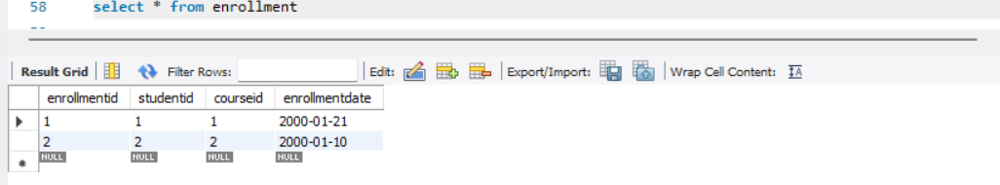 58 select * from enrollment
Result Grid Filter Rows: Edit: Export/Import: Wrap Cell Content: IA
enrollmentid studentid courseid enrollmentdate
1 1 1 2000-01-21
2 2 2 2000-01-10
NULL NULL NULL NULL